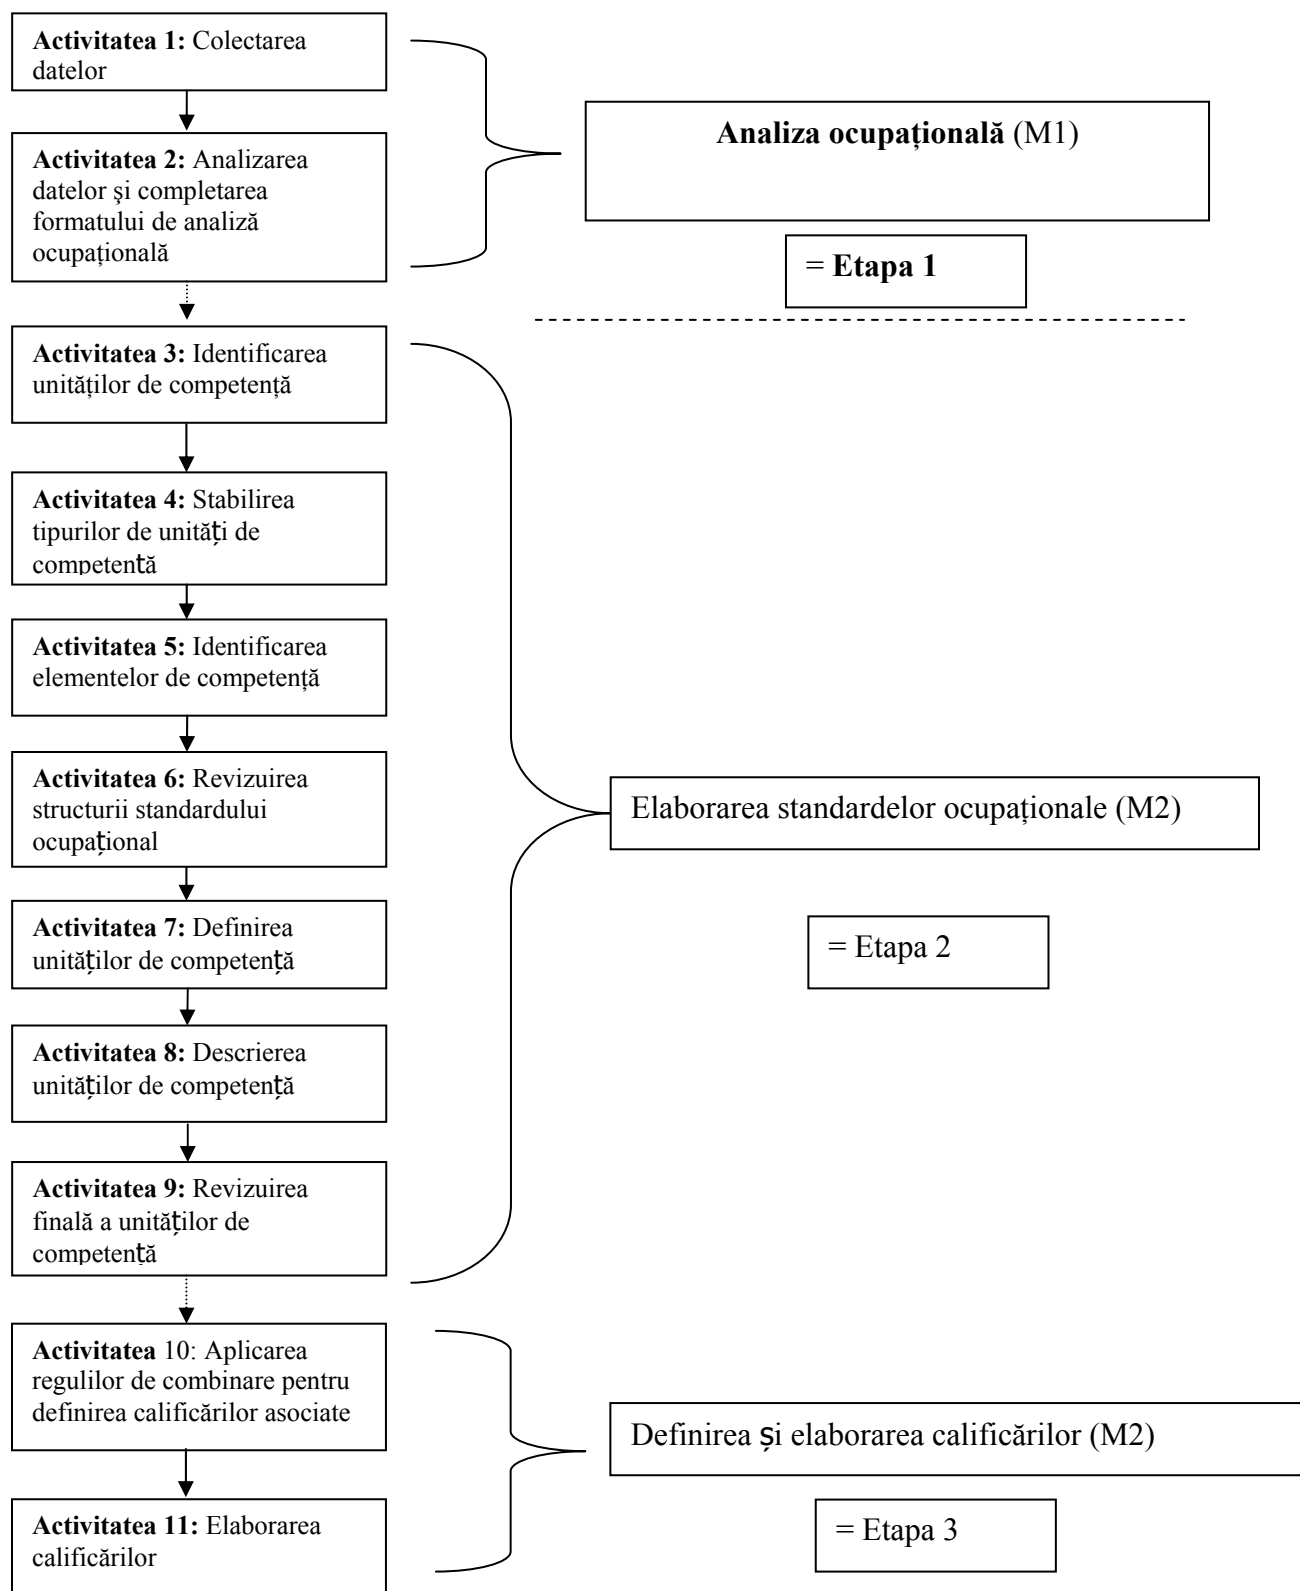 Activitatea 1: Colectarea
datelor
Activitatea 2: Analizarea
datelor şi completarea
formatului de analiză
ocupațională
Analiza ocupațională (M1)
= Etapa 1
Activitatea 3: Identificarea
unităților de competență
Activitatea 4: Stabilirea
tipurilor de unități de
competentă
Activitatea 5: Identificarea
elementelor de competență
Activitatea 6: Revizuirea
structurii standardului
ocupațional
Activitatea 7: Definirea
unităților de competență
Activitatea 8: Descrierea
unităților de competență
Activitatea 9: Revizuirea
finală a unităților de
competentă
Elaborarea standardelor ocupaționale (M2)
= Etapa 2
Activitatea 10: Aplicarea
regulilor de combinare pentru
definirea calificărilor asociate
Activitatea 11: Elaborarea
calificărilor
Definirea și elaborarea calificărilor (M2)
= Etapa 3